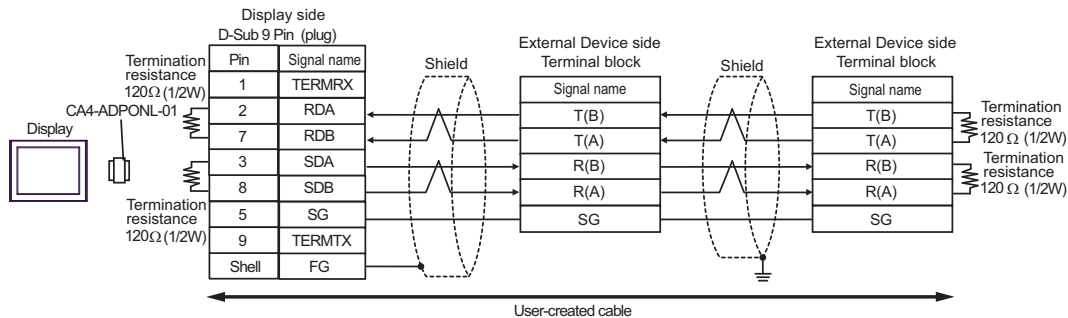 Display side
D-Sub 9 Pin (plug)
External Device side
Terminal block
External Device side
Terminal block
Termination
resistance
120Ω (1/2W)
CA4-ADPONL-01
Display
Termination
resistance
120Ω (1/2W)
Pin Signal name
1 TERMRX
2 RDA
7 RDB
3 SDA
8 SDB
5 SG
9 TERMTX
Shell FG
Shield
Signal name
T(B)
T(A)
R(B)
R(A)
SG
Shield
Signal name
T(B)
T(A)
R(B)
R(A)
SG
Termination
resistance
120 Ω (1/2W)
Termination
resistance
120 Ω (1/2W)
User-created cable